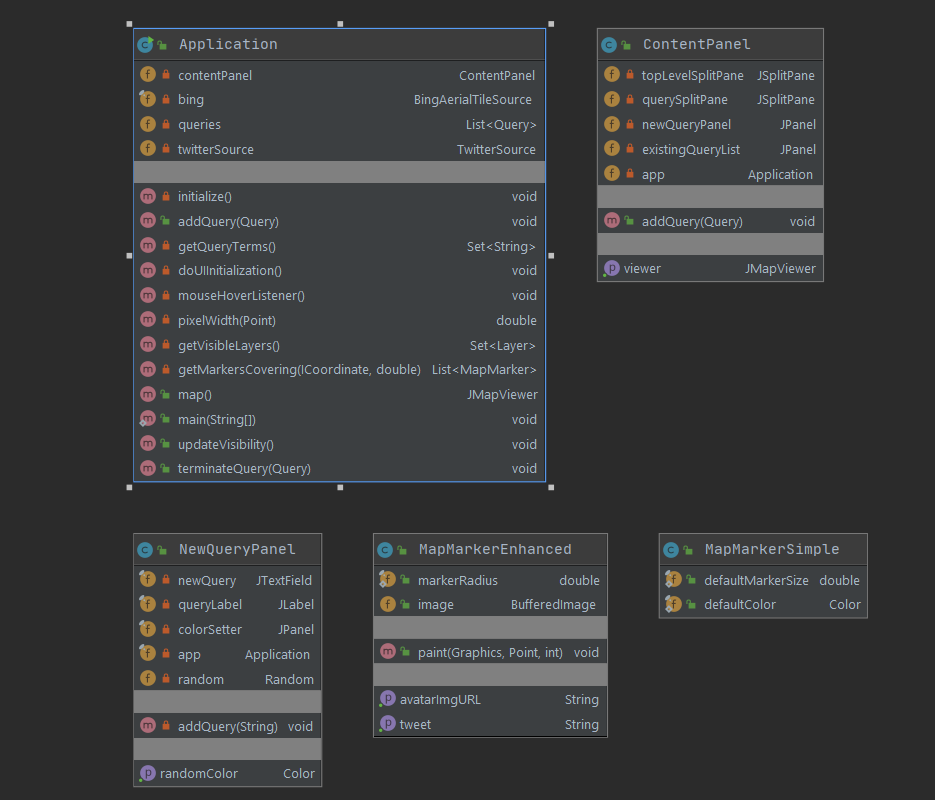 Application
contentPanel ContentPanel
bing BingAerialTileSource
queries List<Query>
twitterSource TwitterSource
initialize() void
addQuery(Query) void
getQueryTerms() Set<String>
doUIInitialization() void
mouseHoverListener() void
pixelWidth(Point) double
getVisibleLayers() Set<Layer>
getMarkersCovering(ICoordinate, double) List<MapMarker>
map() JMapViewer
main(String[]) void
updateVisibility() void
terminateQuery(Query) void
ContentPanel
topLevelSplitPane JSplitPane
querySplitPane JSplitPane
newQueryPanel JPanel
existingQueryList JPanel
app Application
addQuery(Query) void
viewer JMapViewer
NewQueryPanel
newQuery JTextField
queryLabel JLabel
colorSetter JPanel
app Application
random Random
addQuery(String) void
randomColor Color
MapMarkerEnhanced
markerRadius double
image BufferedImage
paint(Graphics, Point, int) void
avatarImgURL String
tweet String
MapMarkerSimple
defaultMarkerSize double
defaultColor Color